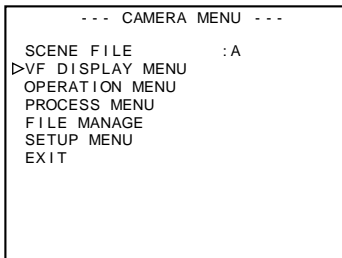 --- CAMERA MENU ---
SCENE FILE :A
▷VF DISPLAY MENU
OPERATION MENU
PROCESS MENU
FILE MANAGE
SETUP MENU
EXIT